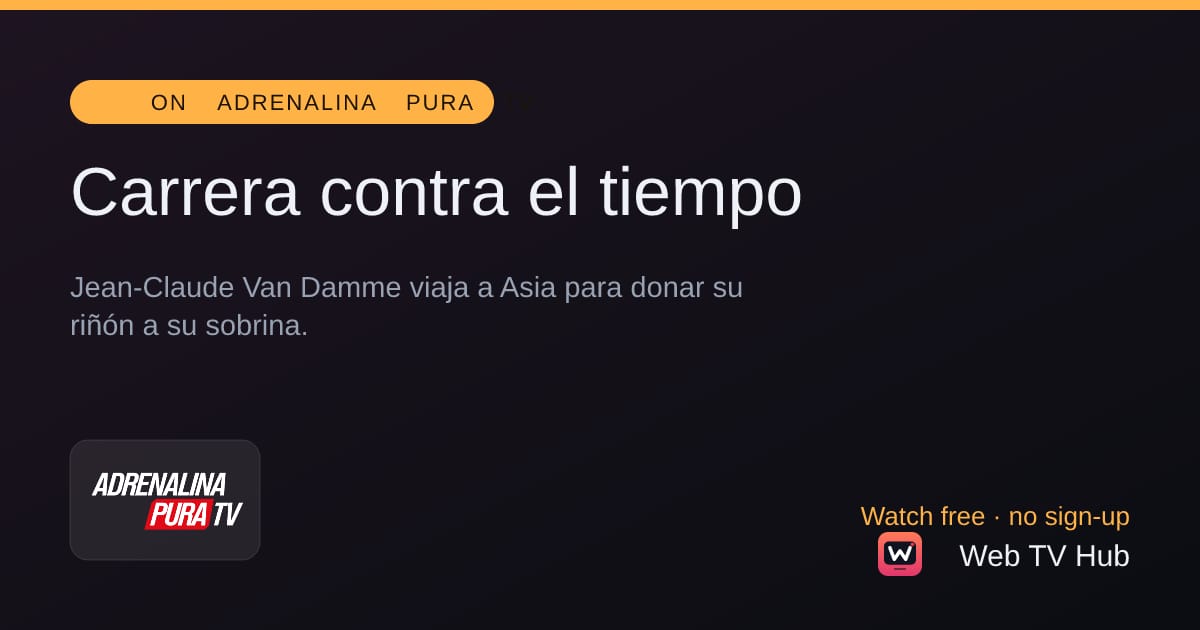 ON ADRENALINA PURA
Carrera contra el tiempo
Jean-Claude Van Damme viaja a Asia para donar su
riñón a su sobrina.
ADRENALINA
PURA TV
Watch free · no sign-up
W
Web TV Hub